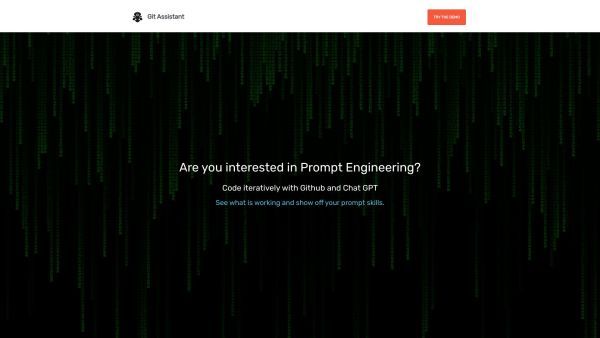 Git Assistant
TRY THE DEMO
Are you interested in Prompt Engineering?
Code iteratively with Github and Chat GPT
See what is working and show off your prompt skills.